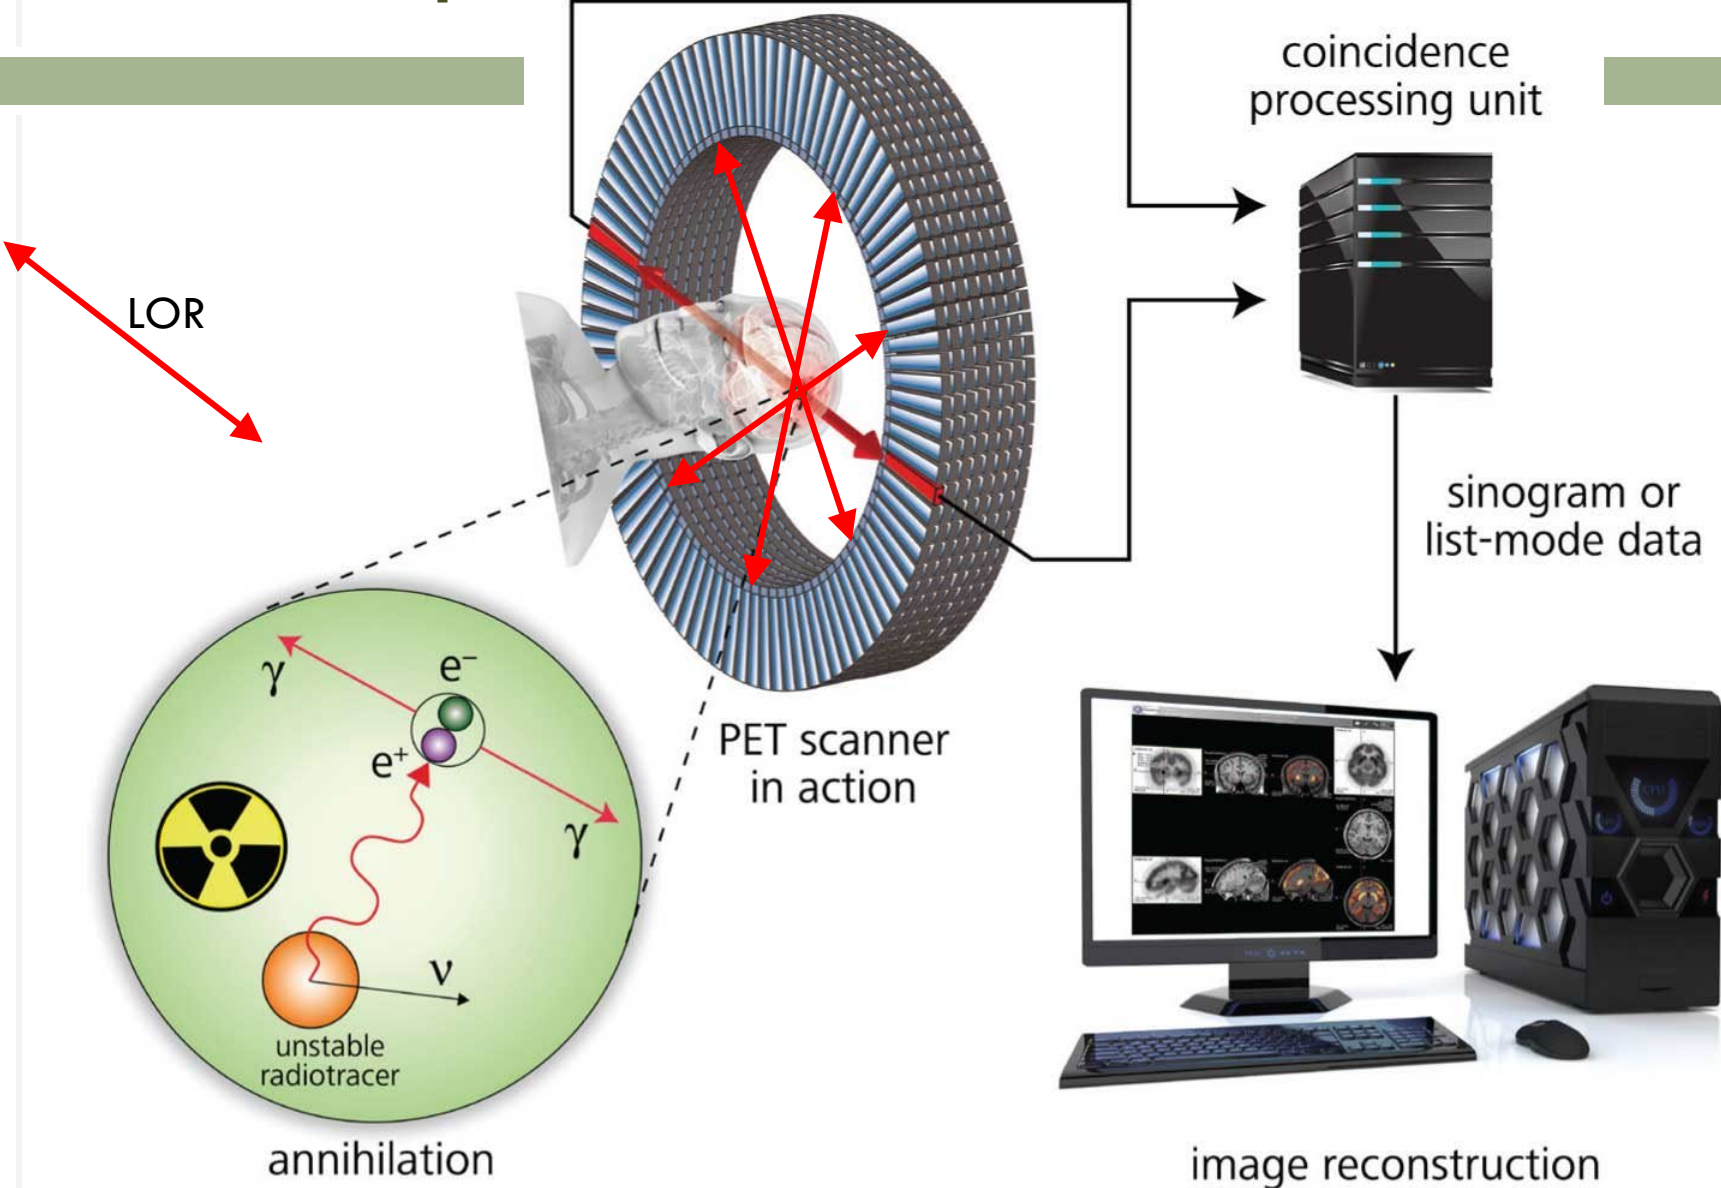 coincidence
processing unit
LOR
sinogram or
list-mode data
γ
e⁻
e⁺
γ
PET scanner
in action
ν
unstable
radiotracer
annihilation
image reconstruction